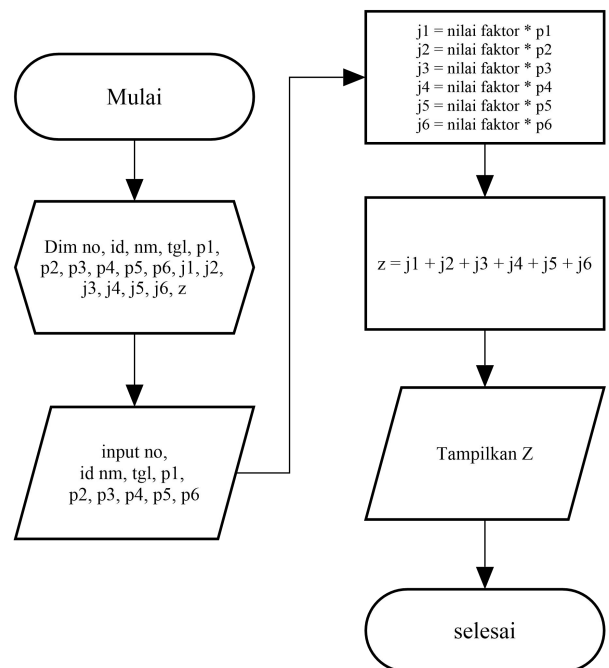 Mulai
Dim no, id, nm, tgl, p1,
p2, p3, p4, p5, p6, j1, j2,
j3, j4, j5, j6, z
input no,
id nm, tgl, p1,
p2, p3, p4, p5, p6
j1 = nilai faktor * p1
j2 = nilai faktor * p2
j3 = nilai faktor * p3
j4 = nilai faktor * p4
j5 = nilai faktor * p5
j6 = nilai faktor * p6
z = j1 + j2 + j3 + j4 + j5 + j6
Tampilkan Z
selesai